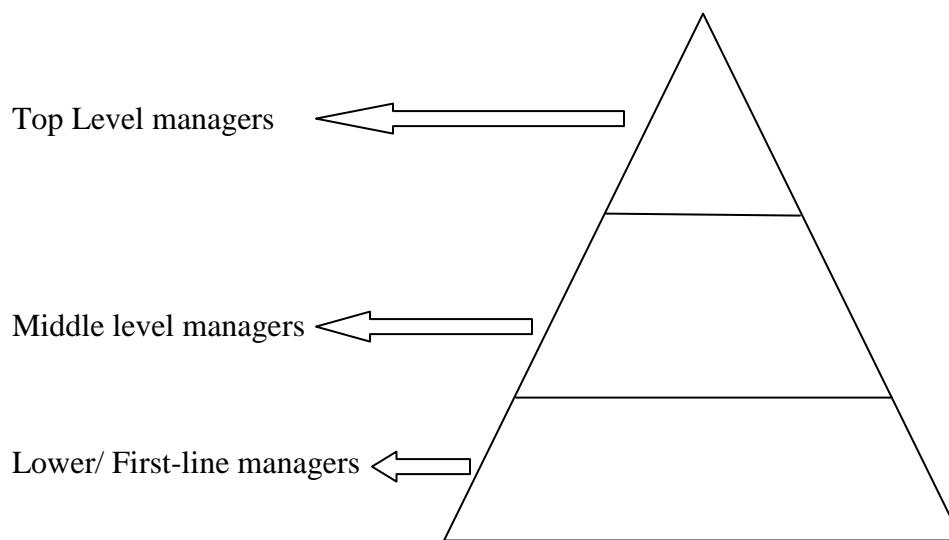 Top Level managers
Middle level managers
Lower/ First-line managers